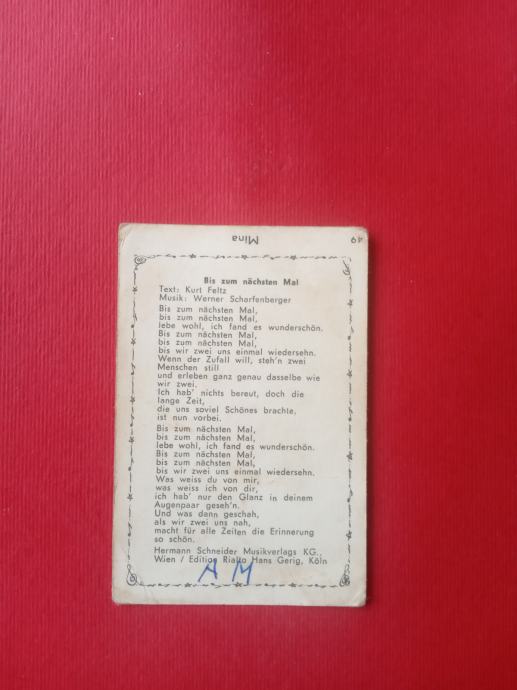 49
Mina
Bis zum nächsten Mal
Text: Kurt Feltz
Musik: Werner Scharfenberger
Bis zum nächsten Mal,
bis zum nächsten Mal,
lebe wohl, ich fand es wunderschön.
Bis zum nächsten Mal,
bis zum nächsten Mal,
bis wir zwei uns einmal wiedersehn.
Wenn der Zufall will, steh'n zwei
Menschen still
und erleben ganz genau dasselbe wie
wir zwei.
Ich hab' nichts bereut, doch die
lange Zeit,
die uns soviel Schönes brachte,
ist nun vorbei.
Bis zum nächsten Mal,
bis zum nächsten Mal,
lebe wohl, ich fand es wunderschön.
Bis zum nächsten Mal,
bis zum nächsten Mal,
bis wir zwei uns einmal wiedersehn.
Was weiss du von mir,
was weiss ich von dir,
ich hab' nur den Glanz in deinem
Augenpaar geseh'n.
Und was dann geschah,
als wir zwei uns nah,
macht für alle Zeiten die Erinnerung
so schön.
Hermann Schneider Musikverlags KG.,
Wien / Edition Rialto Hans Gerig, Köln
AM